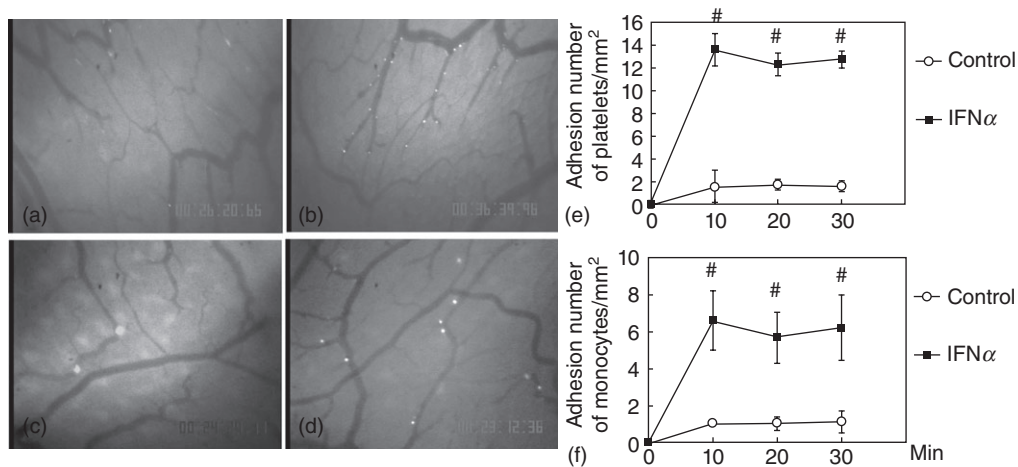 (a)
00:26:20:65
(b)
00:36:39:98
(c)
(d)
Adhesion number
of platelets/mm²
16
14
12
10
8
6
4
2
0
# # #
0 10 20 30
Control
IFNα
(e)
Adhesion number
of monocytes/mm²
10
8
6
4
2
0
# # #
0 10 20 30
Min
Control
IFNα
(f)